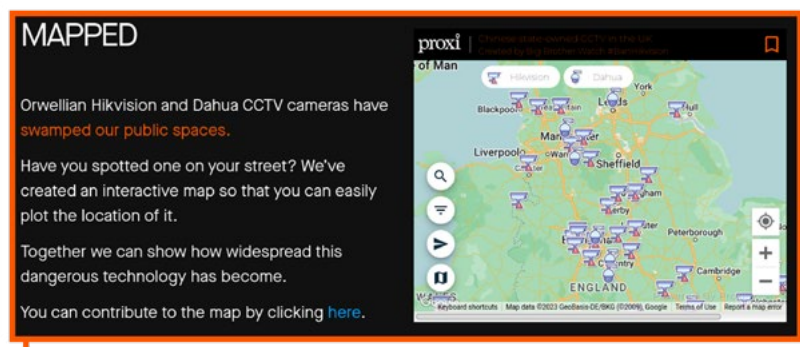 MAPPED
Orwellian Hikvision and Dahua CCTV cameras have
swamped our public spaces.
Have you spotted one on your street? We've
created an interactive map so that you can easily
plot the location of it.
Together we can show how widespread this
dangerous technology has become.
You can contribute to the map by clicking here.
proxi
Chinese state-owned CCTV in the UK
Created by Big Brother Watch
of Man
Hikvision
Dahua
York
Blackpool
Leeds
Hull
Liverpool
Sheffield
Peterborough
Cambridge
ENGLAND
Keyboard shortcuts
Map data ©2023 GeoBasis-DE/BKG (©2009), Google
Terms of Use
Report a map error